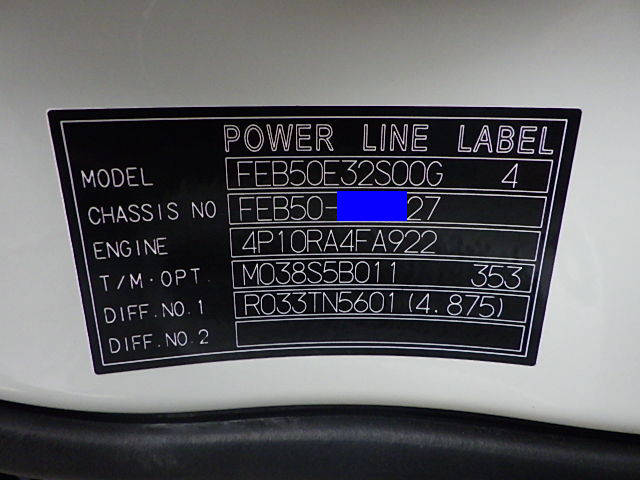 POWER LINE LABEL
MODEL FEB50E32S00G 4
CHASSIS NO FEB50- 27
ENGINE 4P10RA4FA922
T/M·OPT. M038S5B011 353
DIFF.NO.1 R033TN5601(4.875)
DIFF.NO.2